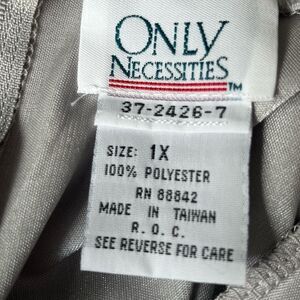 ONLY
NECESSITIES
TM
37-2426-7
SIZE: 1X
100% POLYESTER
RN 88842
MADE IN TAIWAN
R. O. C.
SEE REVERSE FOR CARE